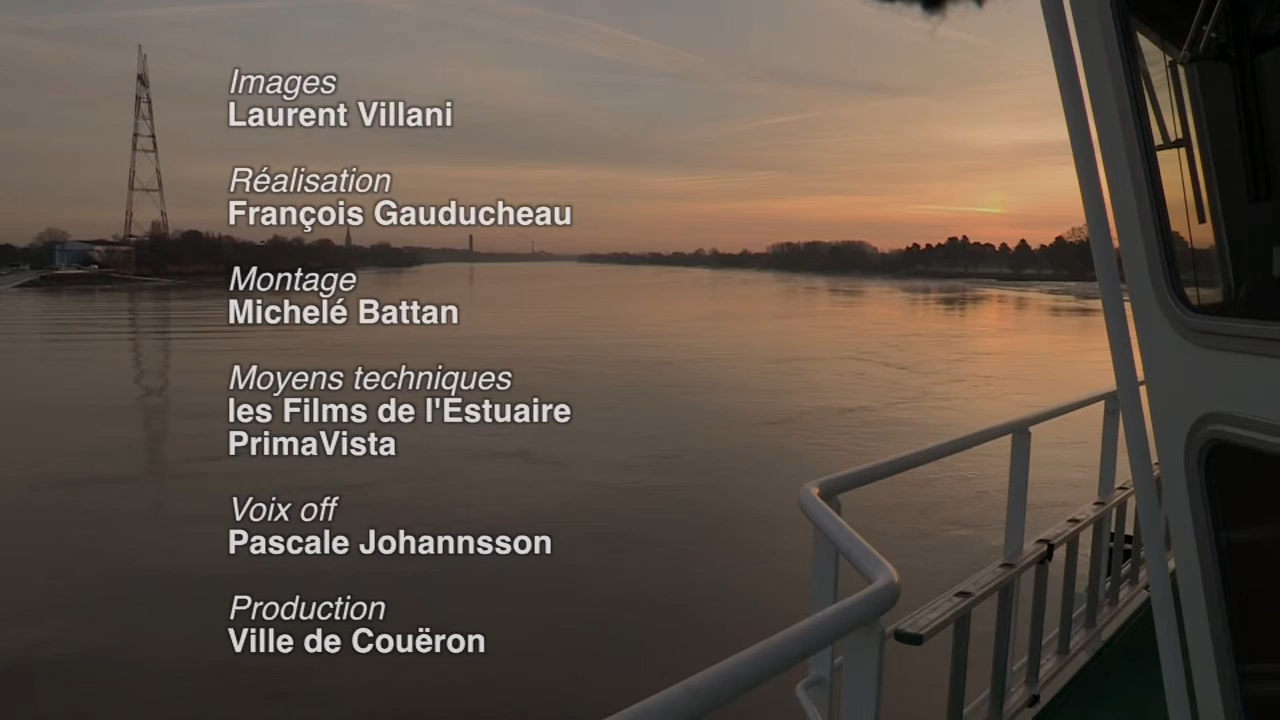 Images
Laurent Villani
Réalisation
François Gauducheau
Montage
Michelé Battan
Moyens techniques
les Films de l'Estuaire
PrimaVista
Voix off
Pascale Johannsson
Production
Ville de Couëron